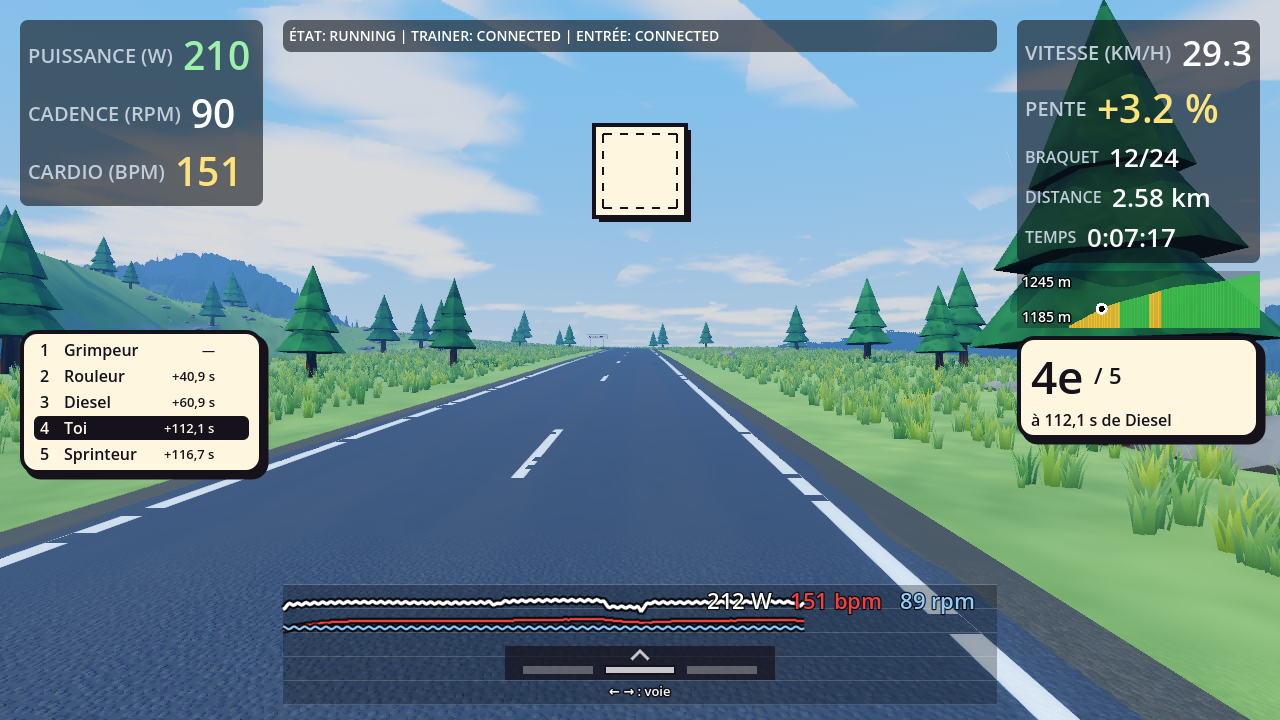 PUISSANCE (W) 210
CADENCE (RPM) 90
CARDIO (BPM) 151
ÉTAT: RUNNING | TRAINER: CONNECTED | ENTRÉE: CONNECTED
VITESSE (KM/H) 29.3
PENTE +3.2 %
BRAQUET 12/24
DISTANCE 2.58 km
TEMPS 0:07:17
1245 m
1185 m
1 Grimpeur —
2 Rouleur +40,9 s
3 Diesel +60,9 s
4 Toi +112,1 s
5 Sprinteur +116,7 s
4e / 5
à 112,1 s de Diesel
212 W 151 bpm 89 rpm
← → : voie